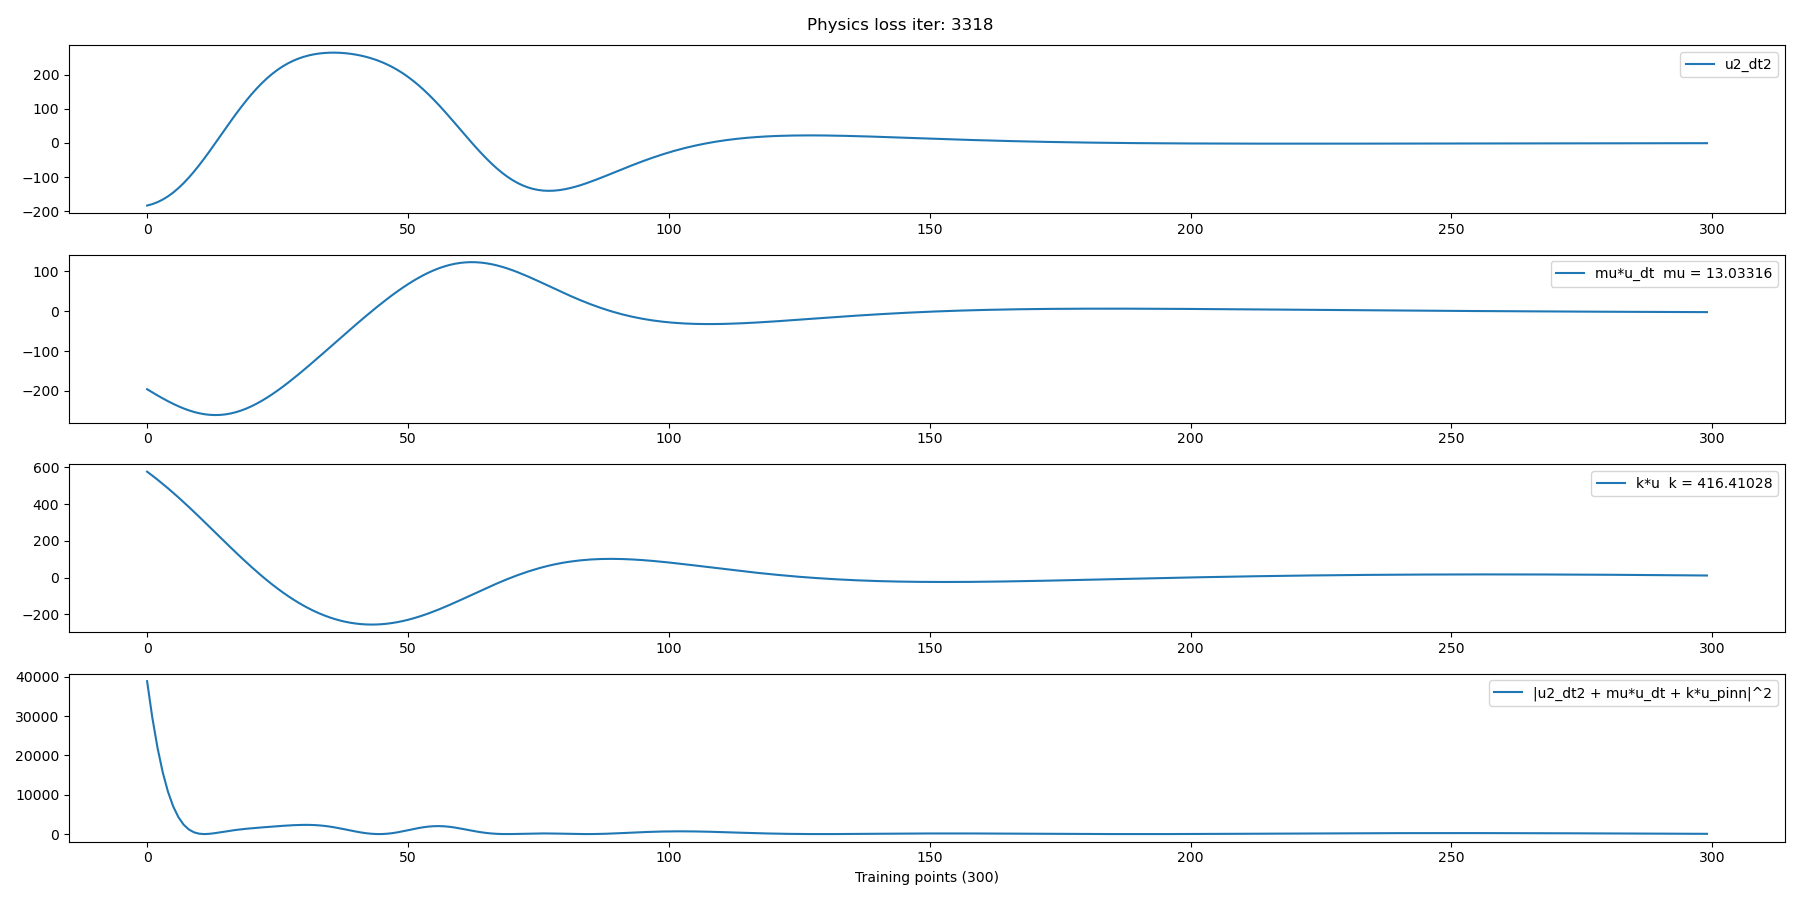 Physics loss iter: 3318
u2_dt2
200
100
0
−100
−200
0 50 100 150 200 250 300
mu*u_dt  mu = 13.03316
100
0
−100
−200
0 50 100 150 200 250 300
k*u  k = 416.41028
600
400
200
0
−200
0 50 100 150 200 250 300
|u2_dt2 + mu*u_dt + k*u_pinn|^2
40000
30000
20000
10000
0
0 50 100 150 200 250 300
Training points (300)